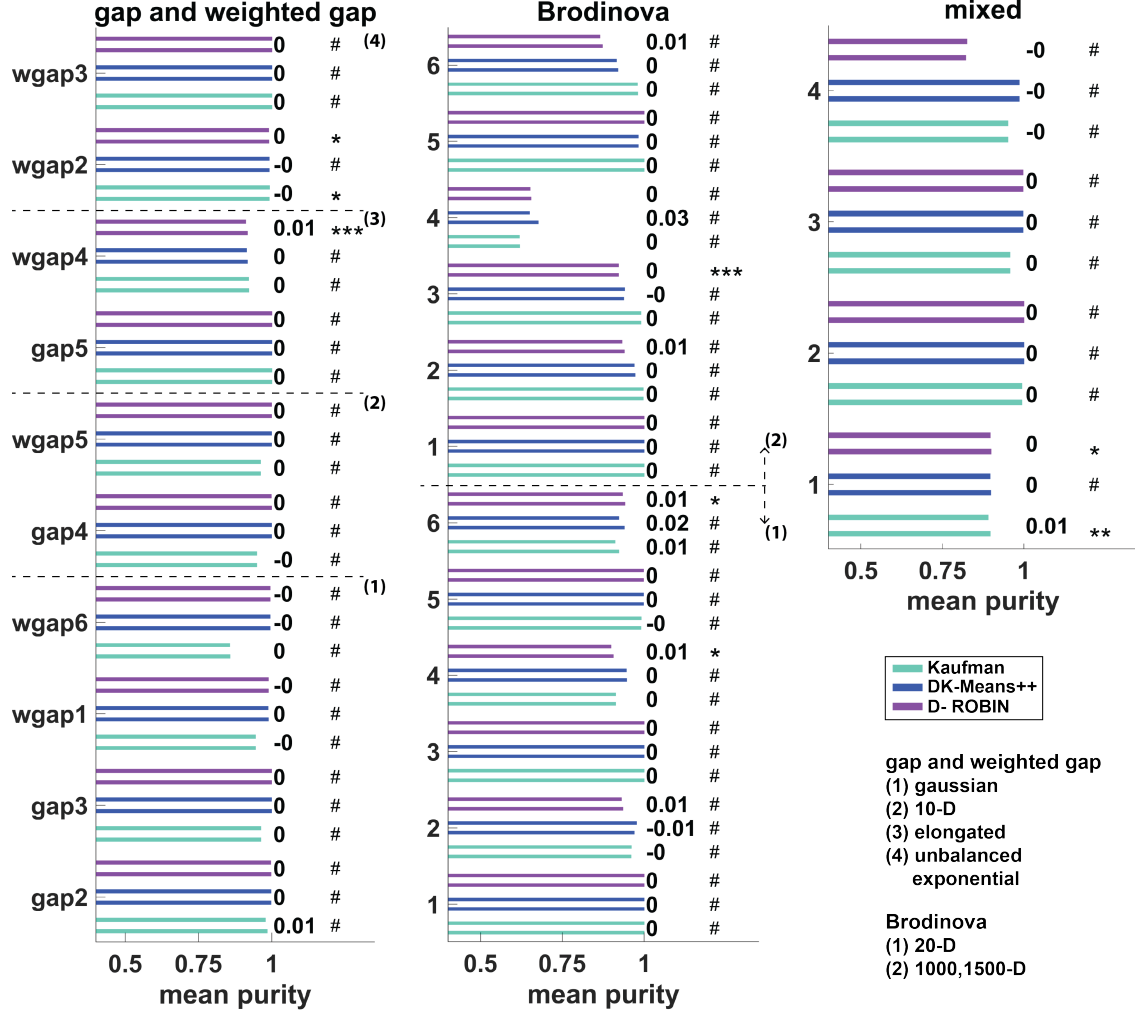 gap and weighted gap
0 # (4)
wgap3 0 #
0 #
0 *
wgap2 -0 #
-0 *
0.01 *** (3)
wgap4 0 #
0 #
0 #
gap5 0 #
0 #
0 # (2)
wgap5 0 #
0 #
0 #
gap4 0 #
-0 #
-0 # (1)
wgap6 -0 #
0 #
-0 #
wgap1 0 #
-0 #
0 #
gap3 0 #
0 #
0 #
gap2 0 #
0.01 #
0.5 0.75 1
mean purity
Brodinova
0.01 #
6 0 #
0 #
0 #
5 0 #
0 #
0 #
4 0.03 #
0 #
0 ***
3 -0 #
0 #
0.01 #
2 0 #
0 #
0 #
1 0 #
0 #
(2)
(1)
0.01 *
6 0.02 #
0.01 #
0 #
5 0 #
-0 #
0.01 *
4 0 #
0 #
0 #
3 0 #
0 #
0.01 #
2 -0.01 #
-0 #
0 #
1 0 #
0 #
0.5 0.75 1
mean purity
mixed
-0 #
4 -0 #
-0 #
0 #
3 0 #
0 #
0 #
2 0 #
0 #
0 *
1 0 #
0.01 **
0.5 0.75 1
mean purity
Kaufman
DK-Means++
D- ROBIN
gap and weighted gap
(1) gaussian
(2) 10-D
(3) elongated
(4) unbalanced
exponential
Brodinova
(1) 20-D
(2) 1000,1500-D